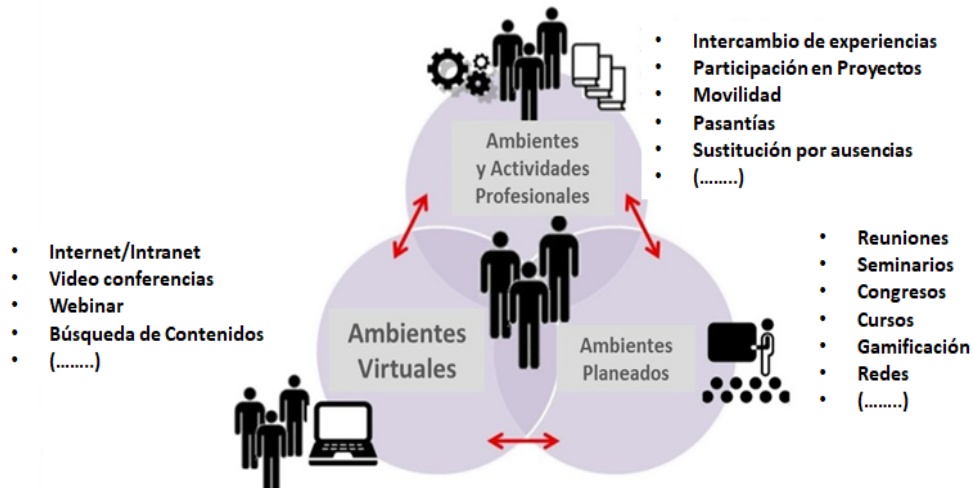 • Intercambio de experiencias
• Participación en Proyectos
• Movilidad
• Pasantías
• Sustitución por ausencias
• (........)
Ambientes
y Actividades
Profesionales
• Internet/Intranet
• Video conferencias
• Webinar
• Búsqueda de Contenidos
• (........)
Ambientes
Virtuales
Ambientes
Planeados
• Reuniones
• Seminarios
• Congresos
• Cursos
• Gamificación
• Redes
• (........)